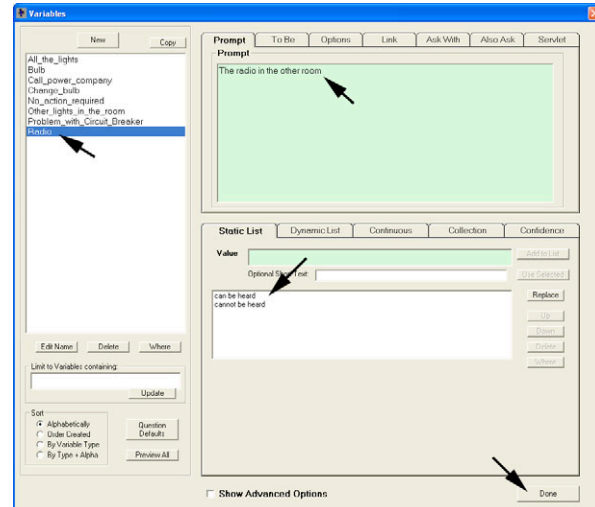 Variables
New
Copy
All_the_lights
Bulb
Call_power_company
Change_bulb
No_action_required
Other_lights_in_the_room
Problem_with_Circuit_Breaker
Radio
Edit Name
Delete
Where
Limit to Variables containing:
Update
Sort
Alphabetically
Order Created
By Variable Type
By Type + Alpha
Question
Defaults
Preview All
Prompt
To Be
Options
Link
Ask With
Also Ask
Servlet
Prompt
The radio in the other room
Static List
Dynamic List
Continuous
Collection
Confidence
Value
Add to List
Optional Short Text:
Use Selected
can be heard
cannot be heard
Replace
Up
Down
Delete
Where
Show Advanced Options
Done